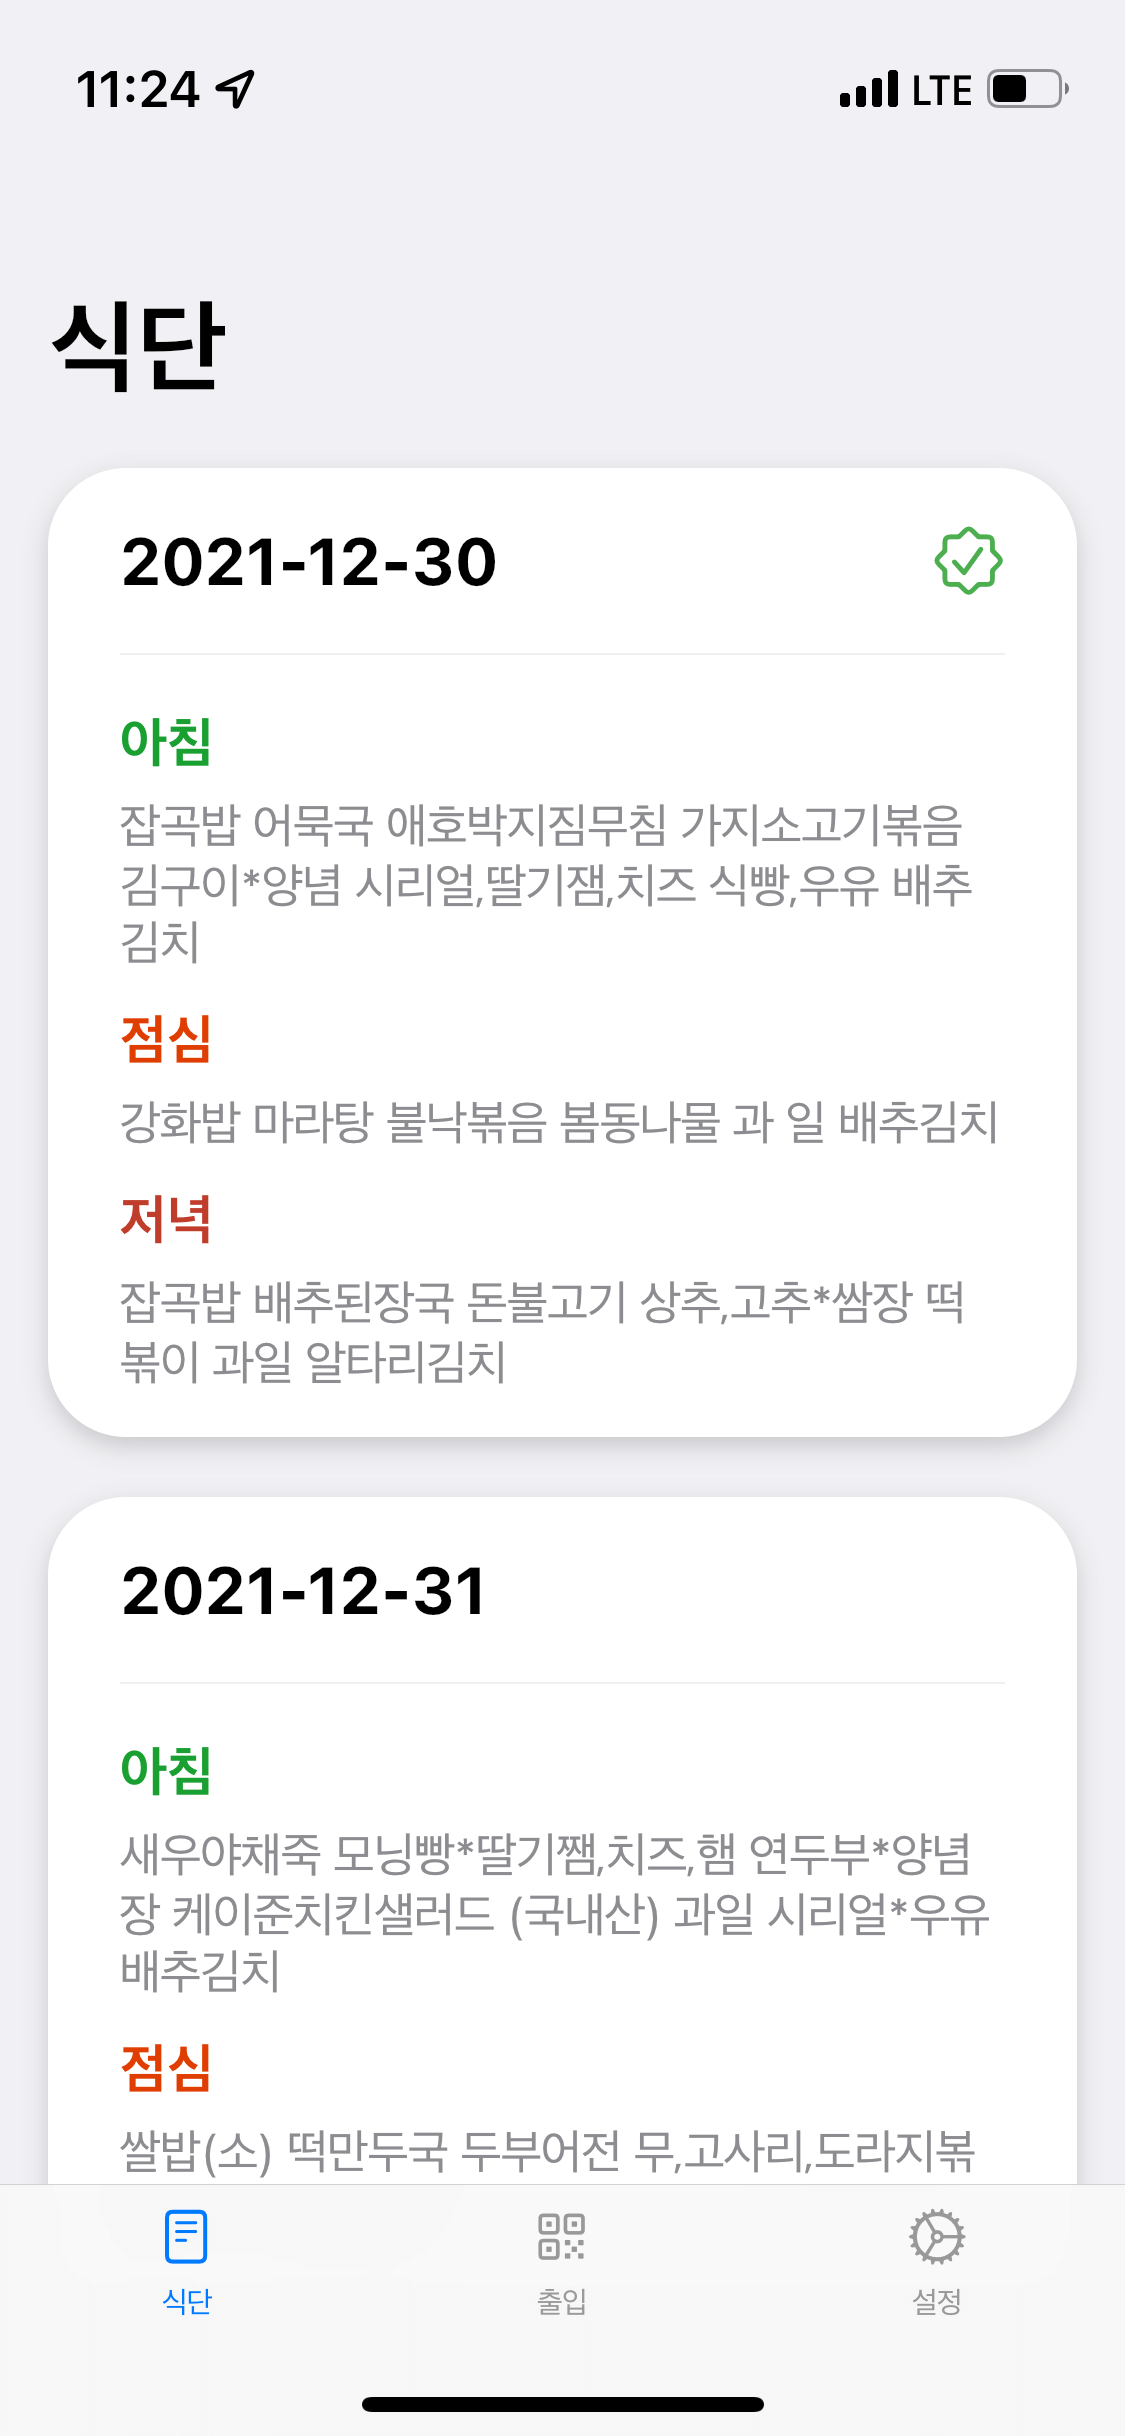 11:24
LTE
식단
2021-12-30
아침
잡곡밥 어묵국 애호박지짐무침 가지소고기볶음
김구이*양념 시리얼,딸기잼,치즈 식빵,우유 배추
김치
점심
강화밥 마라탕 불낙볶음 봄동나물 과 일 배추김치
저녁
잡곡밥 배추된장국 돈불고기 상추,고추*쌈장 떡
볶이 과일 알타리김치
2021-12-31
아침
새우야채죽 모닝빵*딸기쨈,치즈,햄 연두부*양념
장 케이준치킨샐러드 (국내산) 과일 시리얼*우유
배추김치
점심
쌀밥(소) 떡만두국 두부어전 무,고사리,도라지볶
식단
출입
설정